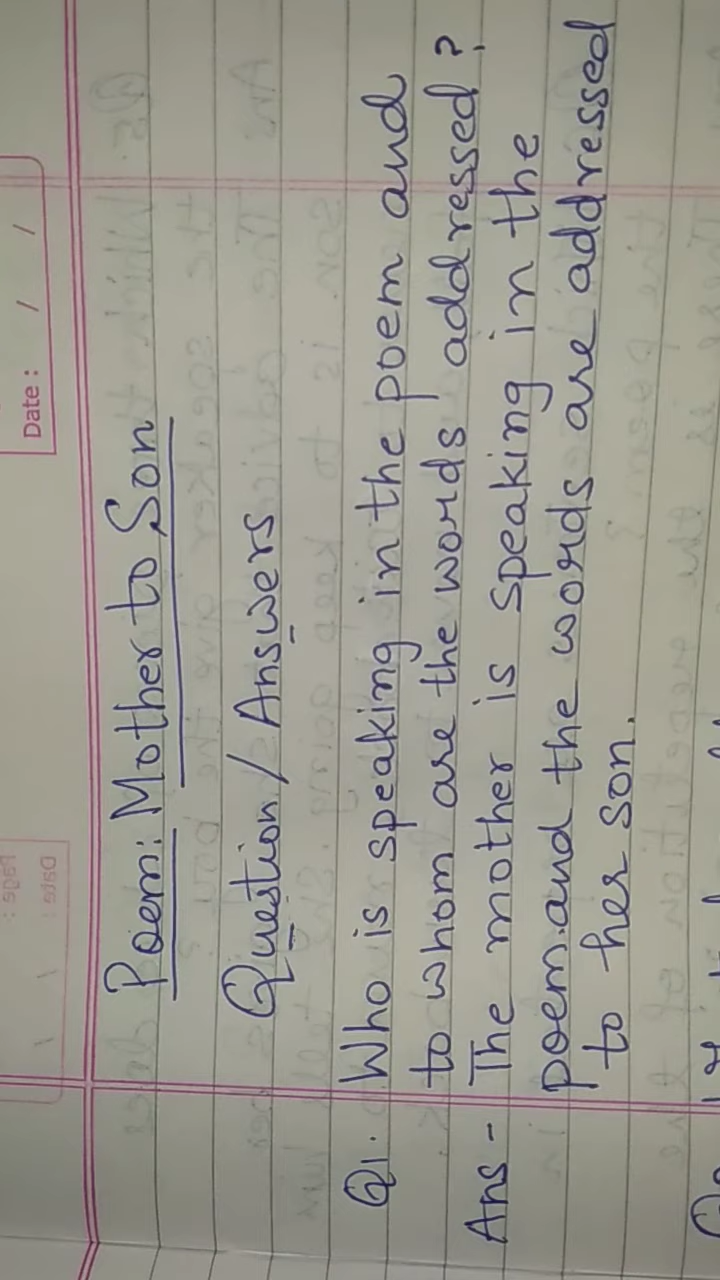 Date : / /
Poem: Mother to Son
Question / Answers
Q1. Who is speaking in the poem and
to whom are the words addressed?
Ans - The mother is speaking in the
poem.and the words are addressed
to her son.